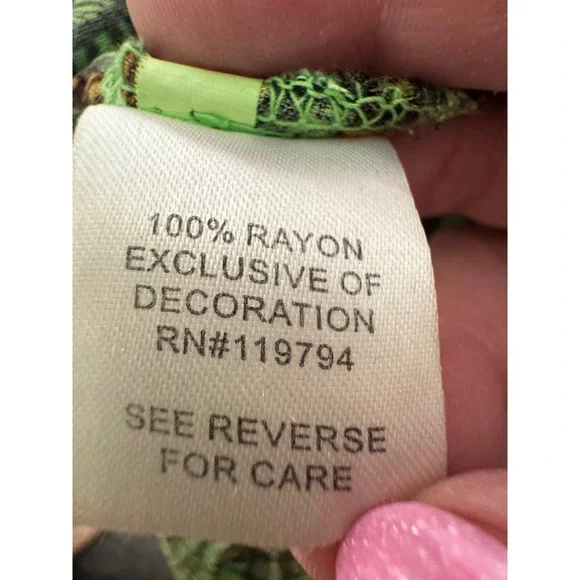 100% RAYON
EXCLUSIVE OF
DECORATION
RN#119794
SEE REVERSE
FOR CARE